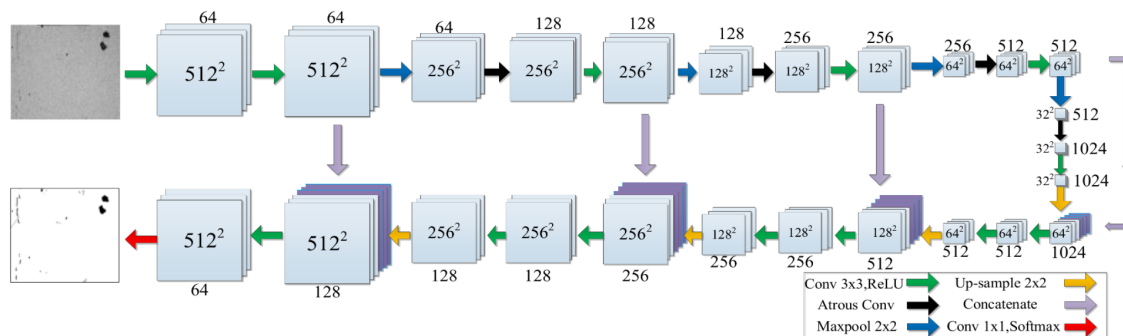 64 64 64 128 128 128 256 256 256 512 512
512² 512² 256² 256² 256² 128² 128² 128² 64² 64² 64²
32² 512
32² 1024
32² 1024
512² 512² 256² 256² 256² 128² 128² 128² 64² 64² 64²
64 128 128 128 256 256 256 512 512 512 1024
Conv 3x3,ReLU Up-sample 2x2
Atrous Conv Concatenate
Maxpool 2x2 Conv 1x1,Softmax